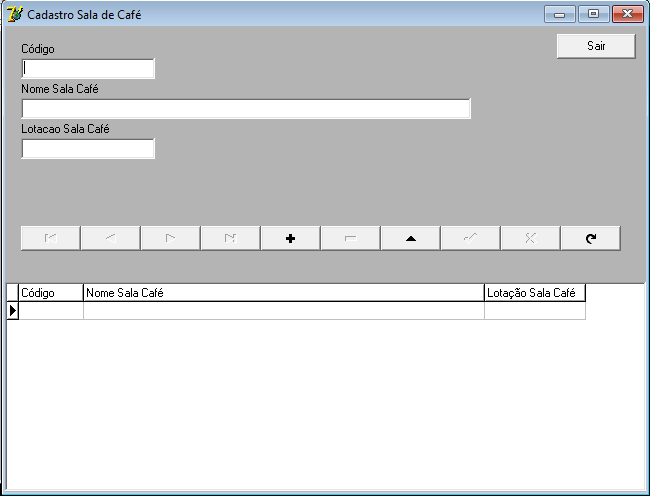 Cadastro Sala de Café
Sair
Código
Nome Sala Café
Lotacao Sala Café
Código Nome Sala Café Lotação Sala Café